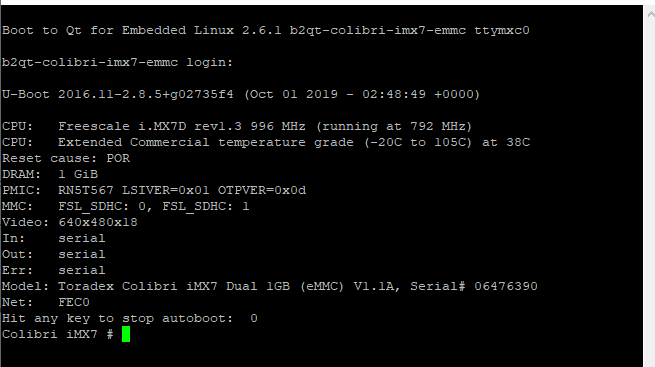 Boot to Qt for Embedded Linux 2.6.1 b2qt-colibri-imx7-emmc ttymxc0
b2qt-colibri-imx7-emmc login:
U-Boot 2016.11-2.8.5+g02735f4 (Oct 01 2019 - 02:48:49 +0000)
CPU:   Freescale i.MX7D rev1.3 996 MHz (running at 792 MHz)
CPU:   Extended Commercial temperature grade (-20C to 105C) at 38C
Reset cause: POR
DRAM:  1 GiB
PMIC:  RN5T567 LSIVER=0x01 OTPVER=0x0d
MMC:   FSL_SDHC: 0, FSL_SDHC: 1
Video: 640x480x18
In:    serial
Out:   serial
Err:   serial
Model: Toradex Colibri iMX7 Dual 1GB (eMMC) V1.1A, Serial# 06476390
Net:   FEC0
Hit any key to stop autoboot:  0
Colibri iMX7 #